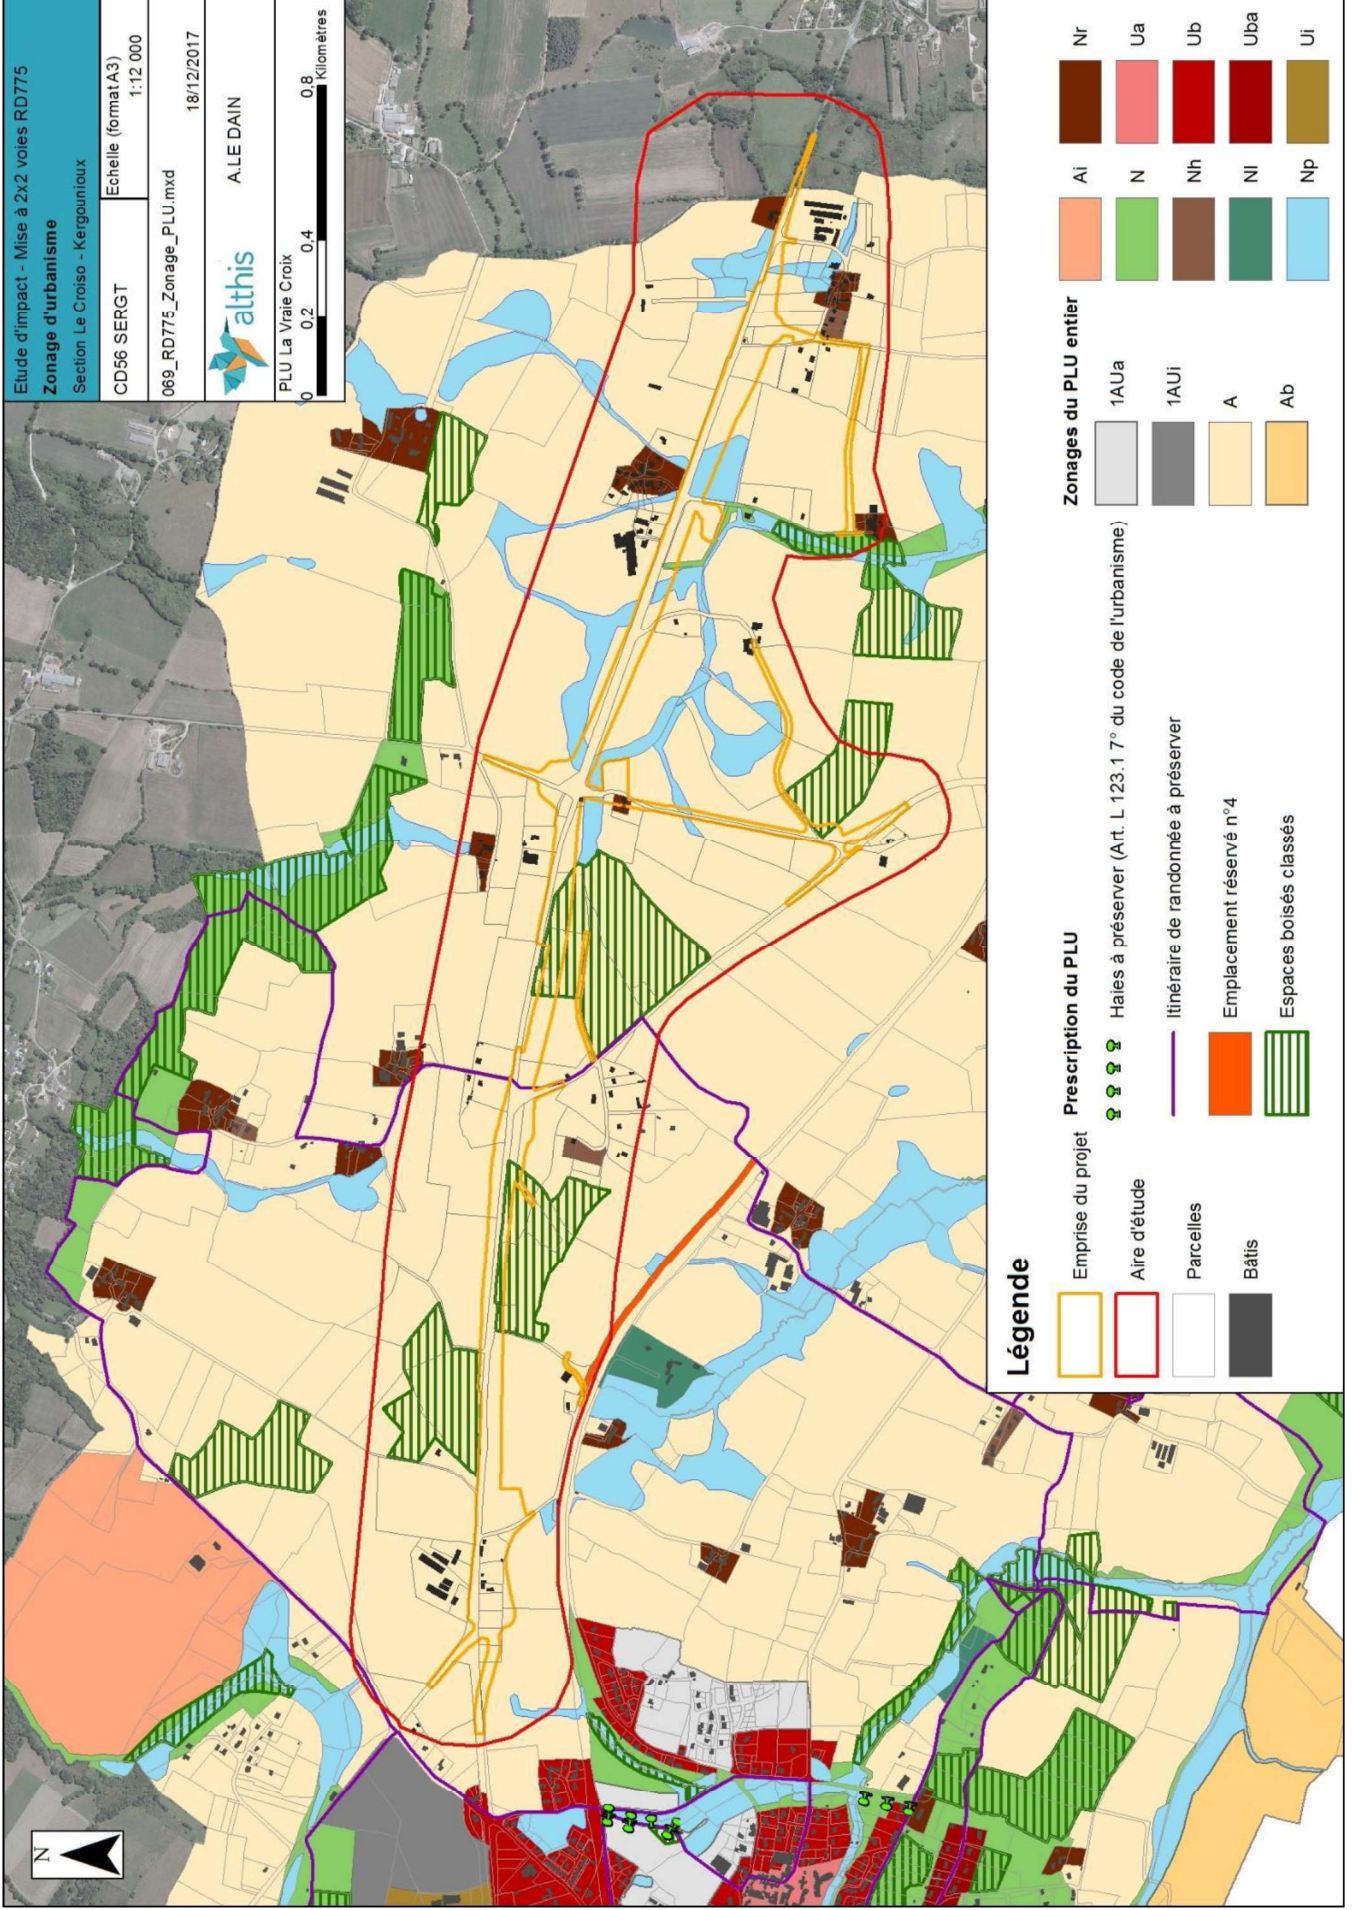 Etude d'impact - Mise à 2x2 voies RD775
Zonage d'urbanisme
Section Le Croiso - Kergounioux
CD56 SERGT
Echelle (format A3)
1:12 000
069_RD775_Zonage_PLU.mxd
18/12/2017
althis
A.LE DAIN
PLU La Vraie Croix
0 0,2 0,4 0,8
Kilomètres
N
Légende
Emprise du projet
Aire d'étude
Parcelles
Bâtis
Prescription du PLU
Haies à préserver (Art. L 123.1 7° du code de l'urbanisme)
Itinéraire de randonnée à préserver
Emplacement réservé n°4
Espaces boisés classés
Zonages du PLU entier
1AUa
1AUi
A
Ab
Ai
N
Nh
Nl
Np
Nr
Ua
Ub
Uba
Ui